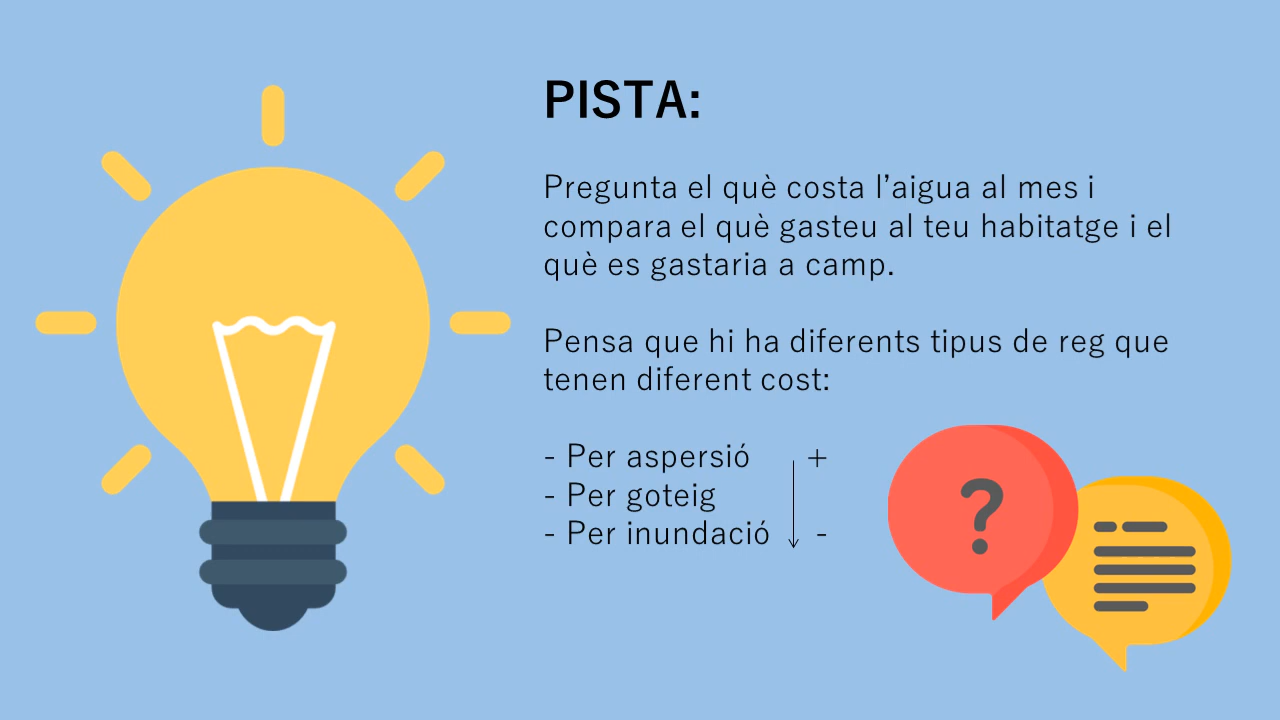 PISTA:
Pregunta el què costa l’aigua al mes i
compara el què gasteu al teu habitatge i el
què es gastaria a camp.
Pensa que hi ha diferents tipus de reg que
tenen diferent cost:
- Per aspersió +
- Per goteig
- Per inundació -
?